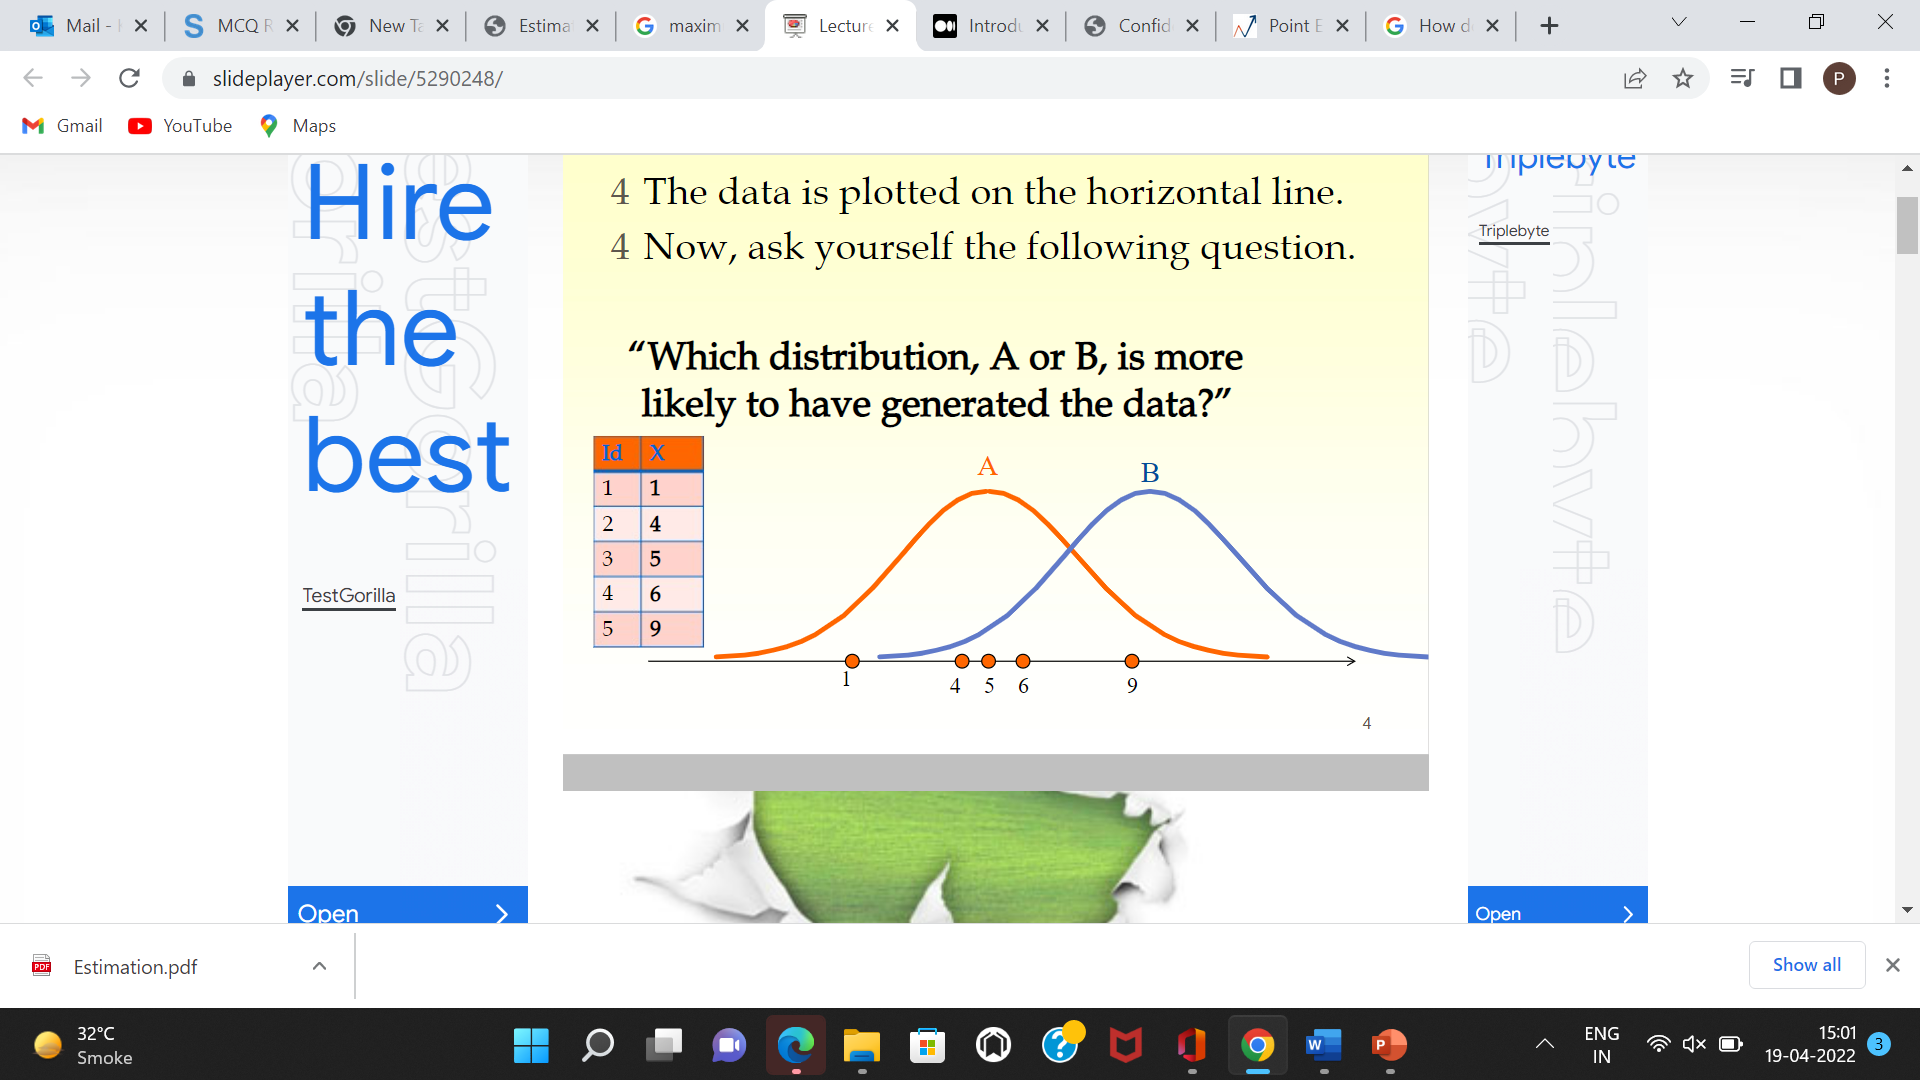 Mail -
MCQ R
New Ta
Estima
maxim
Lecture
Introdu
Confid
Point E
How d
slideplayer.com/slide/5290248/
P
Gmail
YouTube
Maps
Hire
the
best
TestGorilla
Open
4 The data is plotted on the horizontal line.
4 Now, ask yourself the following question.
“Which distribution, A or B, is more
likely to have generated the data?”
Id X
1 1
2 4
3 5
4 6
5 9
A
B
1 4 5 6 9
4
Triplebyte
Triplebyte
Open
PDF
Estimation.pdf
Show all
32°C
Smoke
ENG
IN
15:01
19-04-2022
3